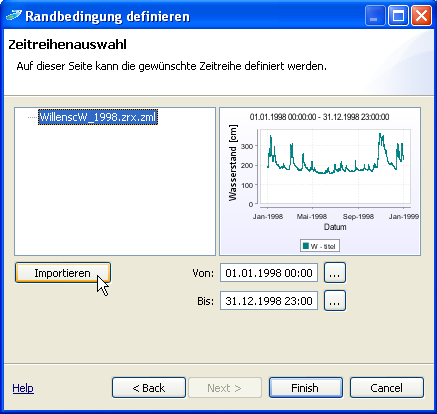 Randbedingung definieren
Zeitreihenauswahl
Auf dieser Seite kann die gewünschte Zeitreihe definiert werden.
WillenscW_1998.zrx.zml
01.01.1998 00:00:00 - 31.12.1998 23:00:00
Wasserstand [cm]
300
200
100
0
Jan-1998 Mai-1998 Sep-1998 Jan-1999
Datum
W - titel
Importieren
Von: 01.01.1998 00:00 ...
Bis: 31.12.1998 23:00 ...
Help < Back Next > Finish Cancel